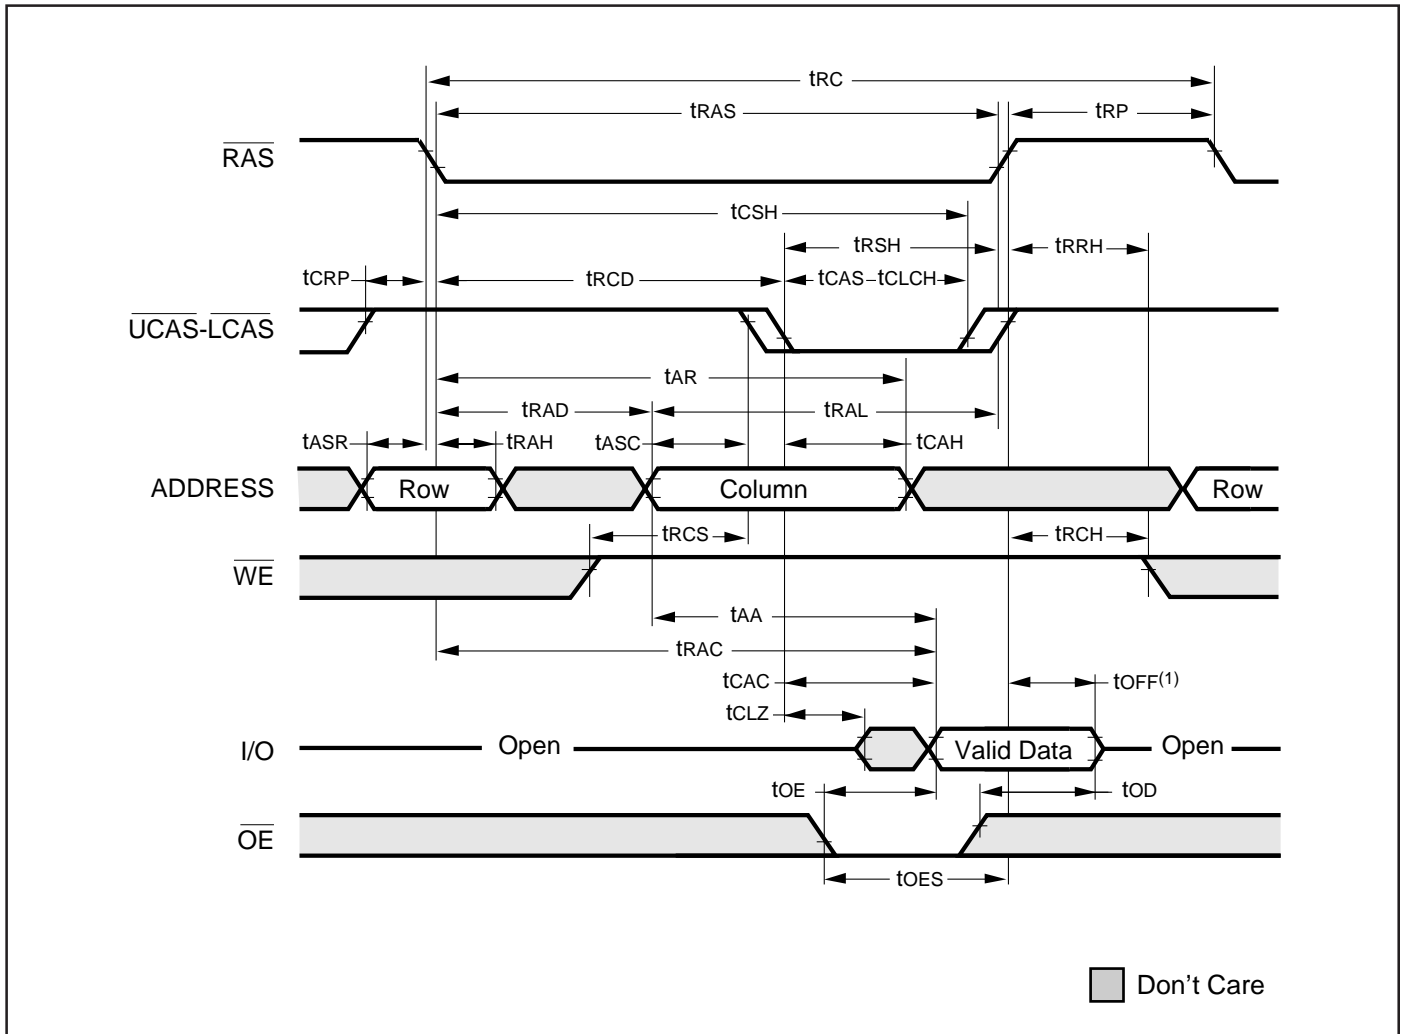 tRC
tRAS
tRP
RAS
tCSH
tRSH
tRRH
tCRP
tRCD
tCAS
tCLCH
UCAS-LCAS
tAR
tRAD
tRAL
tASR
tRAH
tASC
tCAH
ADDRESS
Row
Column
Row
tRCS
tRCH
WE
tAA
tRAC
tCAC
tOFF(1)
tCLZ
I/O
Open
Valid Data
Open
tOE
tOD
OE
tOES
Don't Care